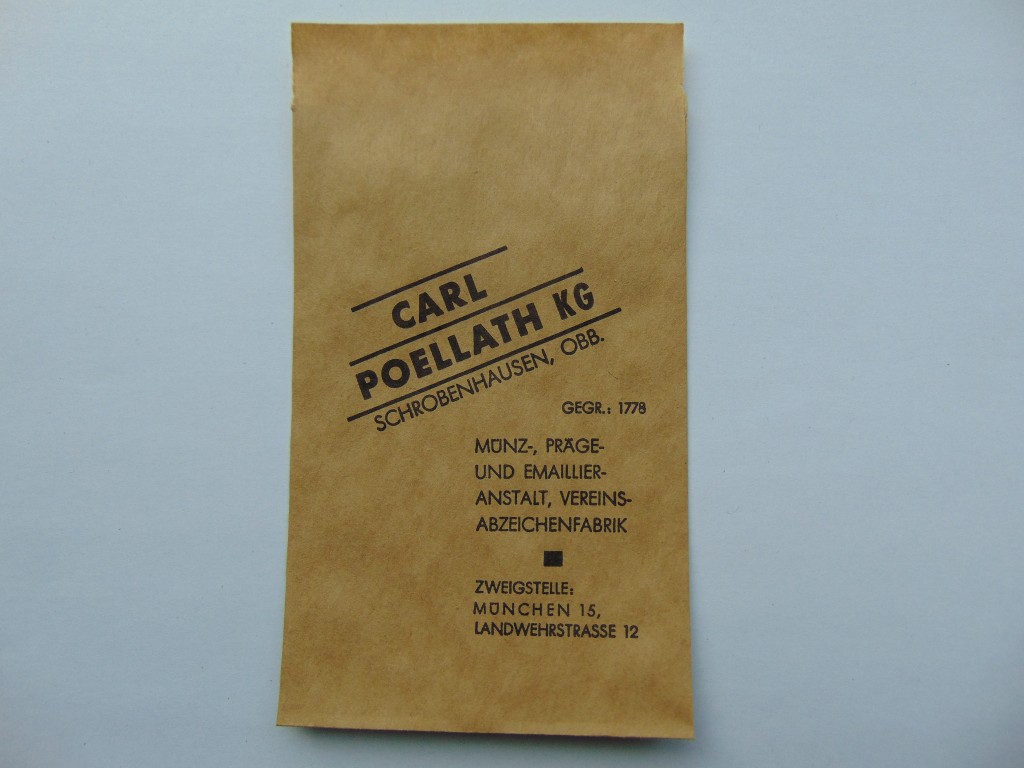 CARL
POELLATH KG
SCHROBENHAUSEN, OBB.
GEGR.: 1778
MÜNZ-, PRÄGE-
UND EMAILLIER-
ANSTALT, VEREINS-
ABZEICHENFABRIK
ZWEIGSTELLE:
MÜNCHEN 15,
LANDWEHRSTRASSE 12